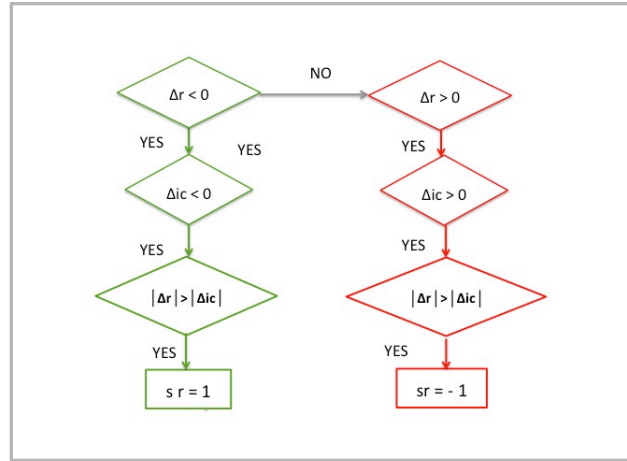 NO
Δr < 0
Δr > 0
YES
YES
YES
Δic < 0
Δic > 0
YES
YES
|Δr|>|Δic|
|Δr|>|Δic|
YES
YES
s r = 1
sr = - 1